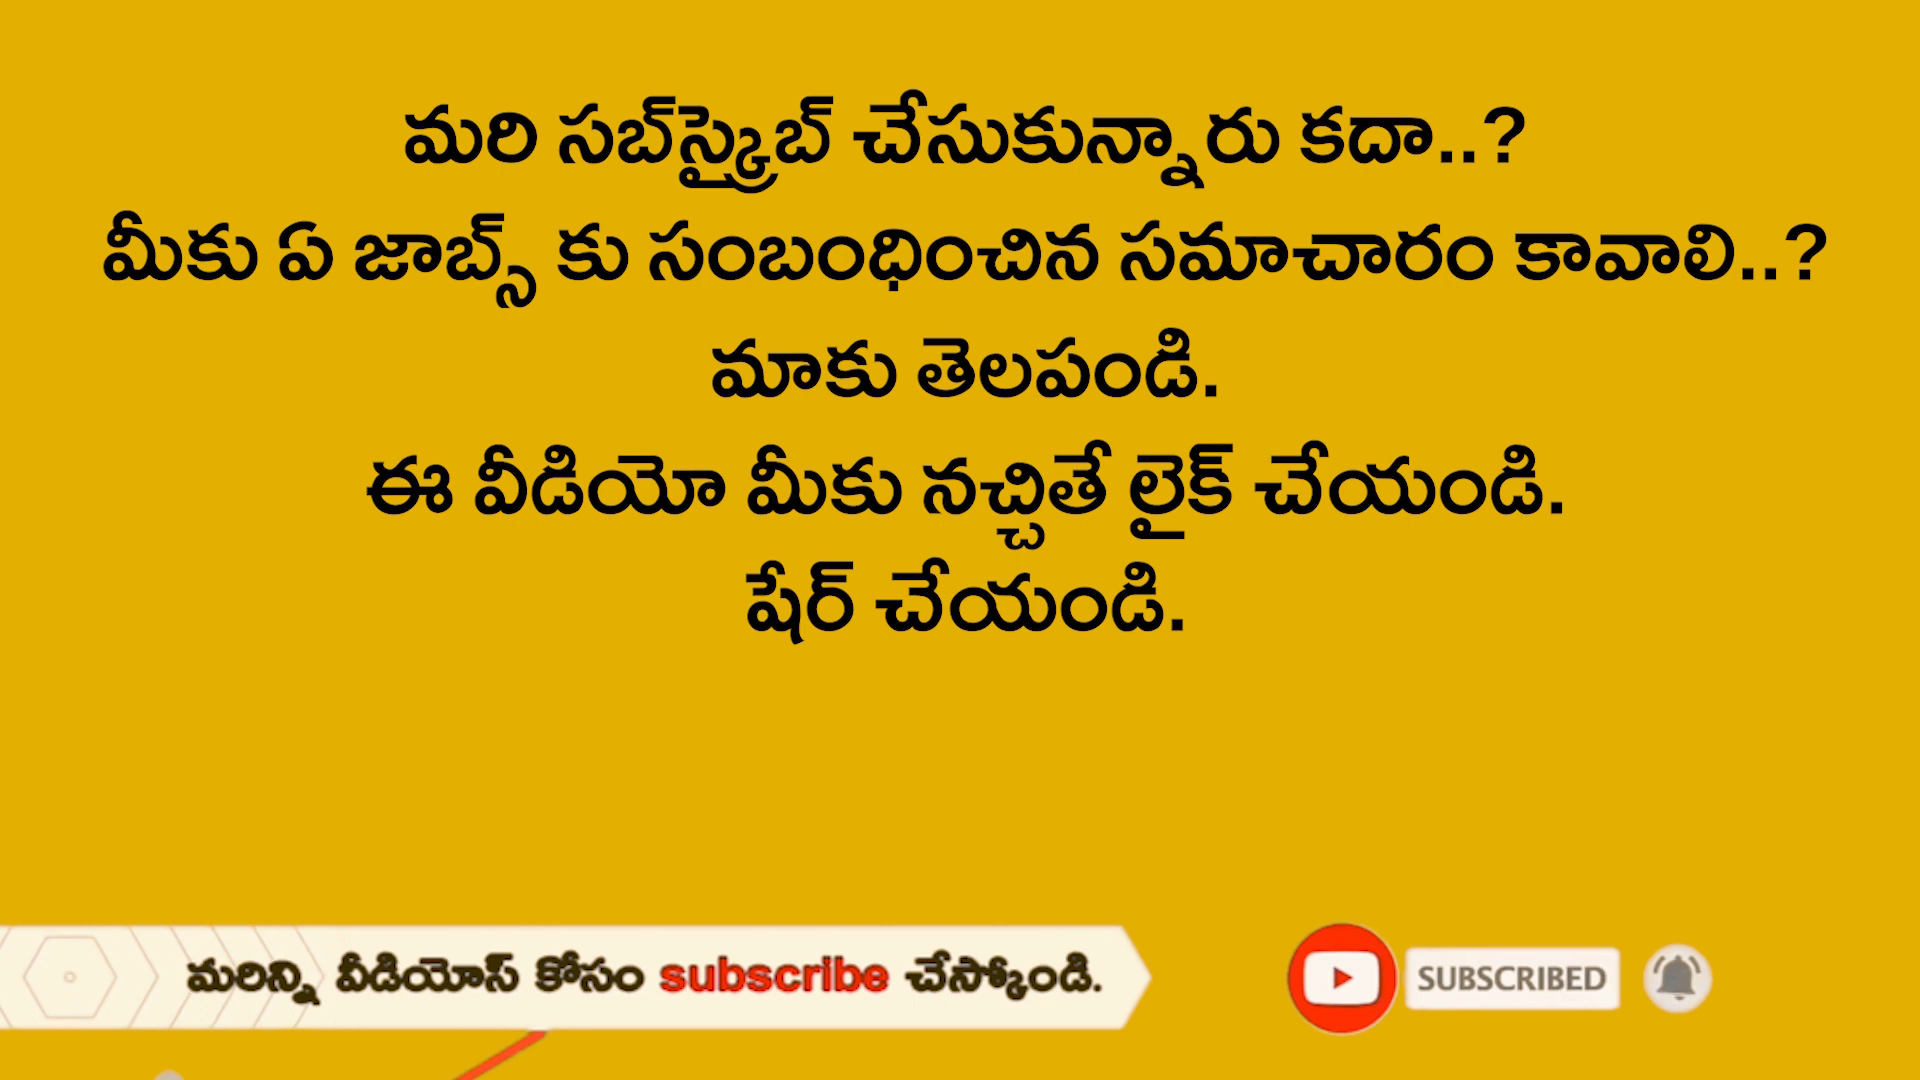 మరి సబ్‌స్క్రైబ్ చేసుకున్నారు కదా..?
మీకు ఏ జాబ్స్ కు సంబంధించిన సమాచారం కావాలి..?
మాకు తెలపండి.
ఈ వీడియో మీకు నచ్చితే లైక్ చేయండి.
షేర్ చేయండి.
మరిన్ని వీడియోస్ కోసం subscribe చేస్కోండి.
SUBSCRIBED